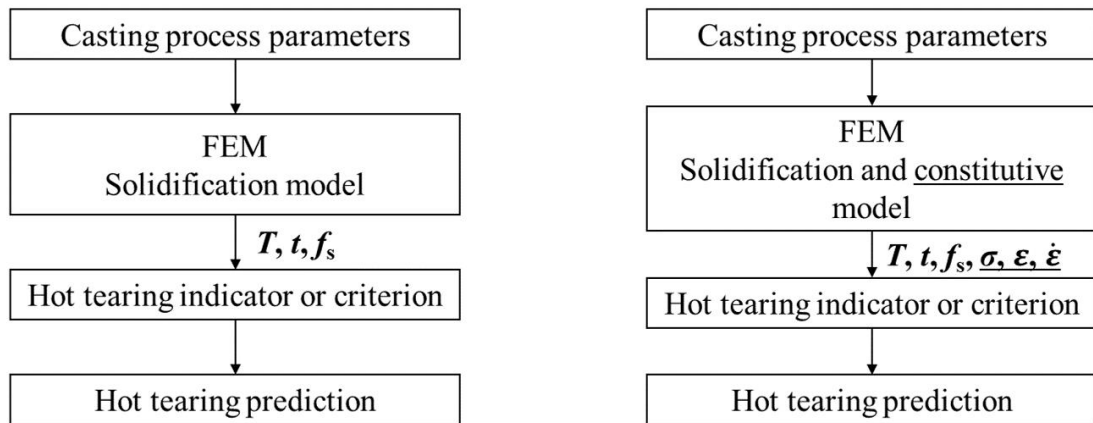 Casting process parameters
FEM
Solidification model
T, t, fs
Hot tearing indicator or criterion
Hot tearing prediction
Casting process parameters
FEM
Solidification and constitutive
model
T, t, fs, σ, ε, ε̇
Hot tearing indicator or criterion
Hot tearing prediction